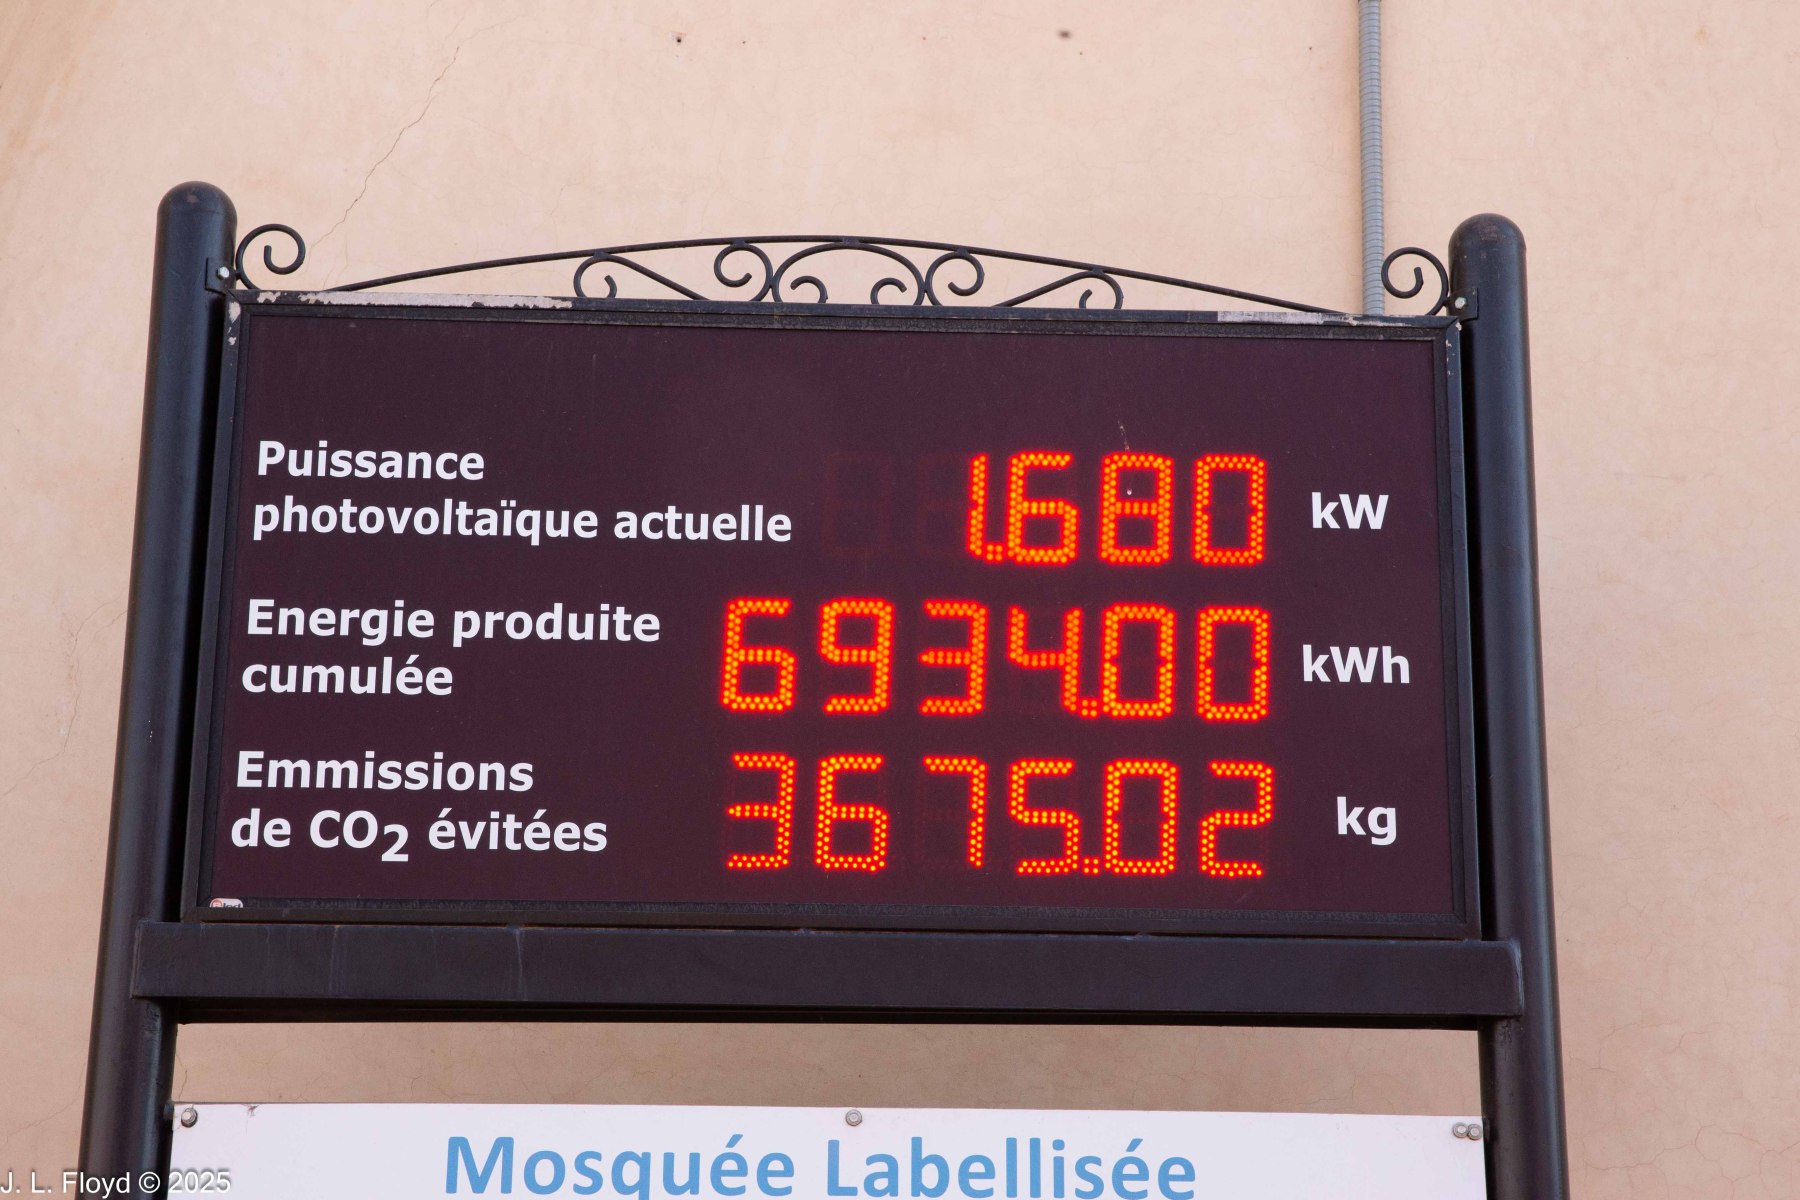 Puissance
photovoltaïque actuelle 1.680 kW
Energie produite
cumulée 6934.00 kWh
Emmissions
de CO2 évitées 3675.02 kg
Mosquée Labellisée
J. L. Floyd © 2025